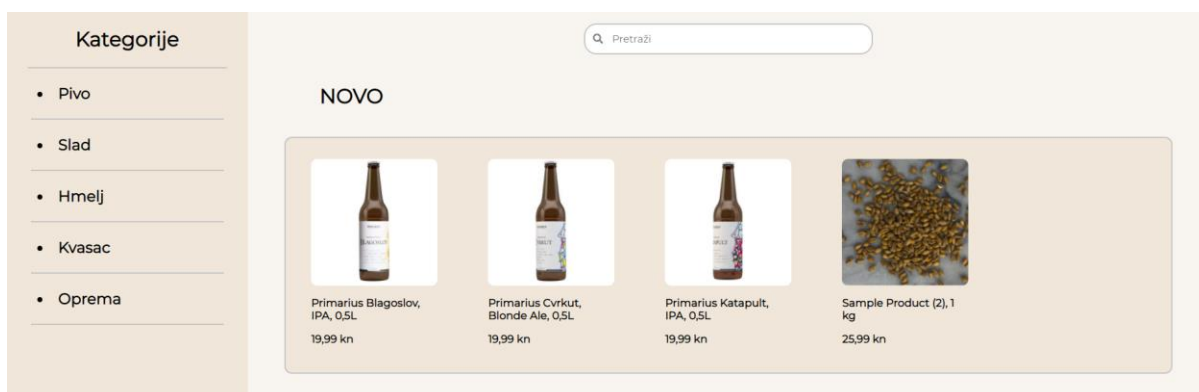 Kategorije
Pivo
Slad
Hmelj
Kvasac
Oprema
Pretraži
NOVO
Primarius Blagoslov,
IPA, 0,5L
19,99 kn
Primarius Cvrkut,
Blonde Ale, 0,5L
19,99 kn
Primarius Katapult,
IPA, 0,5L
19,99 kn
Sample Product (2), 1
kg
25,99 kn